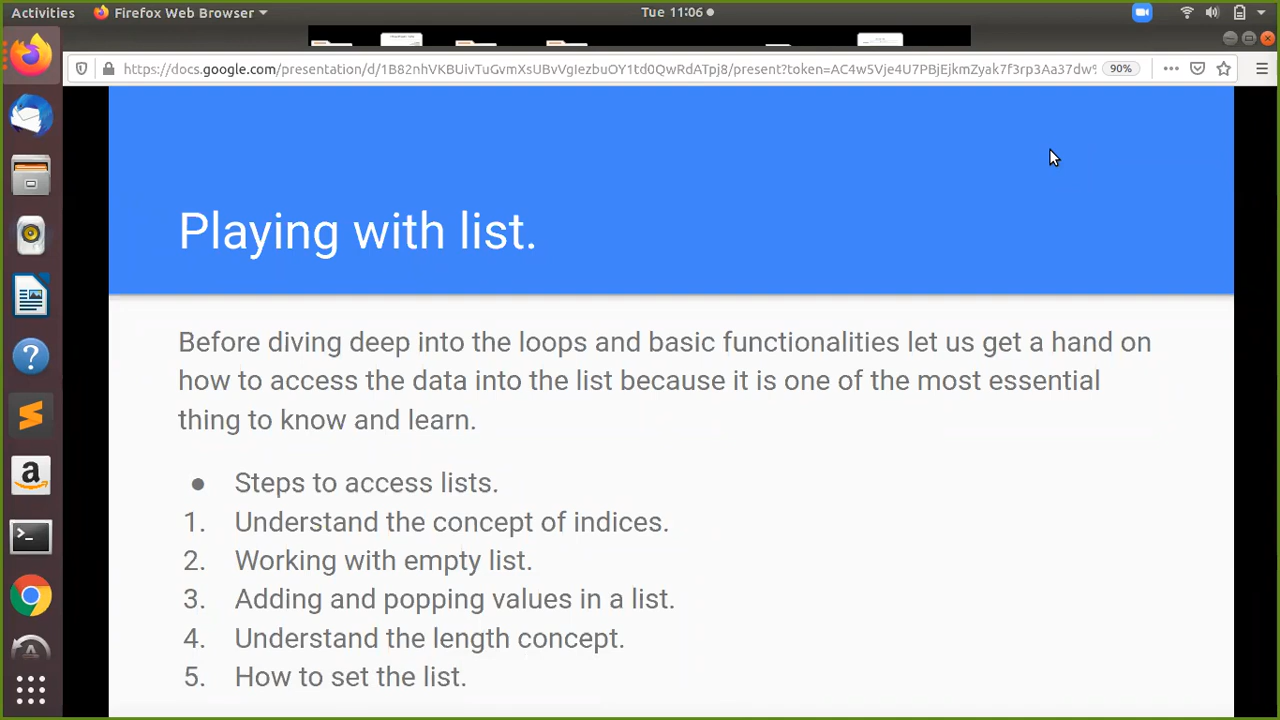 Activities Firefox Web Browser Tue 11:06
https://docs.google.com/presentation/d/1B82nhVKBUivTuGvmXsUBvVgIezbuOY1td0QwRdATpj8/present?token=AC4w5Vje4U7PBjEjkmZyak7f3rp3Aa37dw 90%
Playing with list.
Before diving deep into the loops and basic functionalities let us get a hand on
how to access the data into the list because it is one of the most essential
thing to know and learn.
● Steps to access lists.
1. Understand the concept of indices.
2. Working with empty list.
3. Adding and popping values in a list.
4. Understand the length concept.
5. How to set the list.